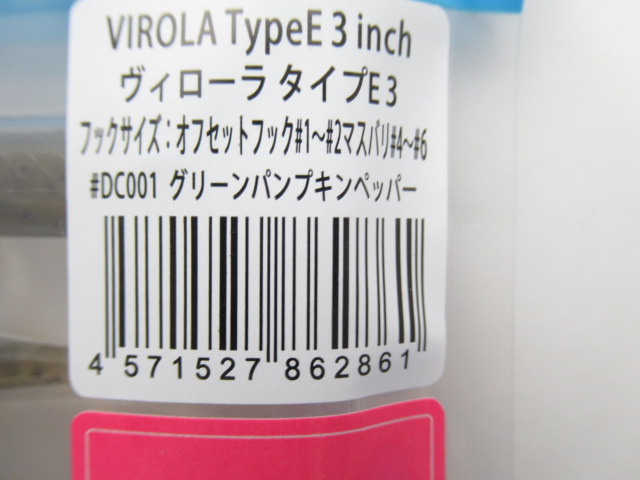 VIROLA TypeE 3 inch
ヴィローラ タイプE 3
フックサイズ：オフセットフック#1～#2マスバリ#4～#6
#DC001 グリーンパンプキンペッパー
4 571527 862861